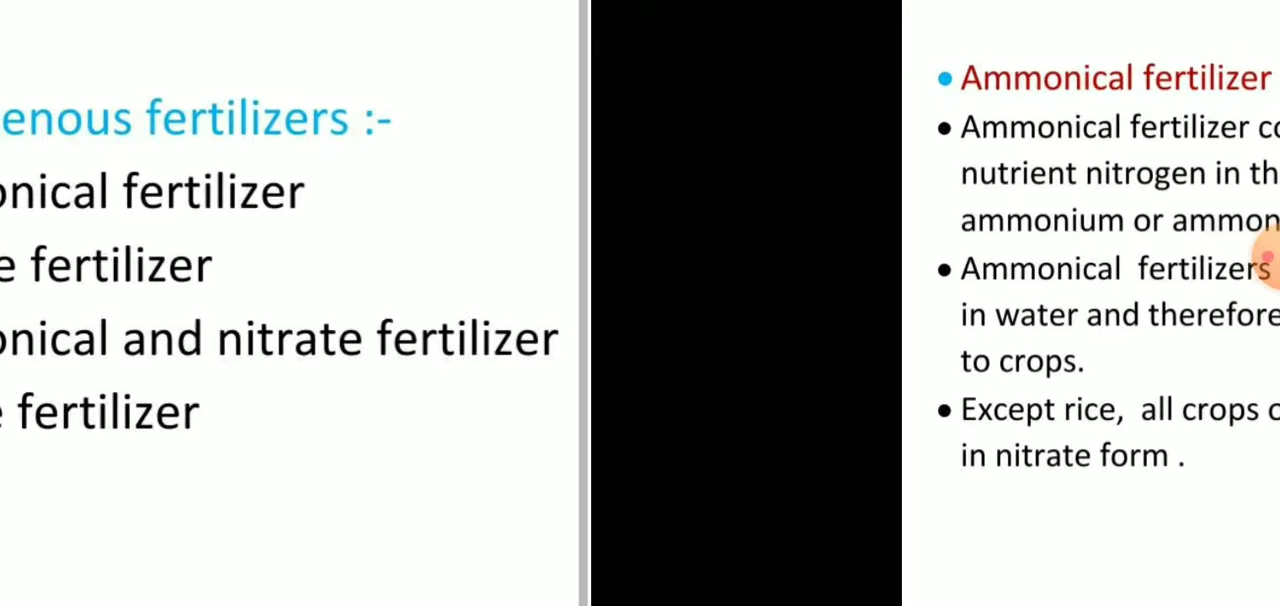 enous fertilizers :-
onical fertilizer
e fertilizer
onical and nitrate fertilizer
fertilizer
• Ammonical fertilizer
• Ammonical fertilizer co
nutrient nitrogen in th
ammonium or ammon
• Ammonical fertilizers
in water and therefore
to crops.
• Except rice, all crops
in nitrate form .